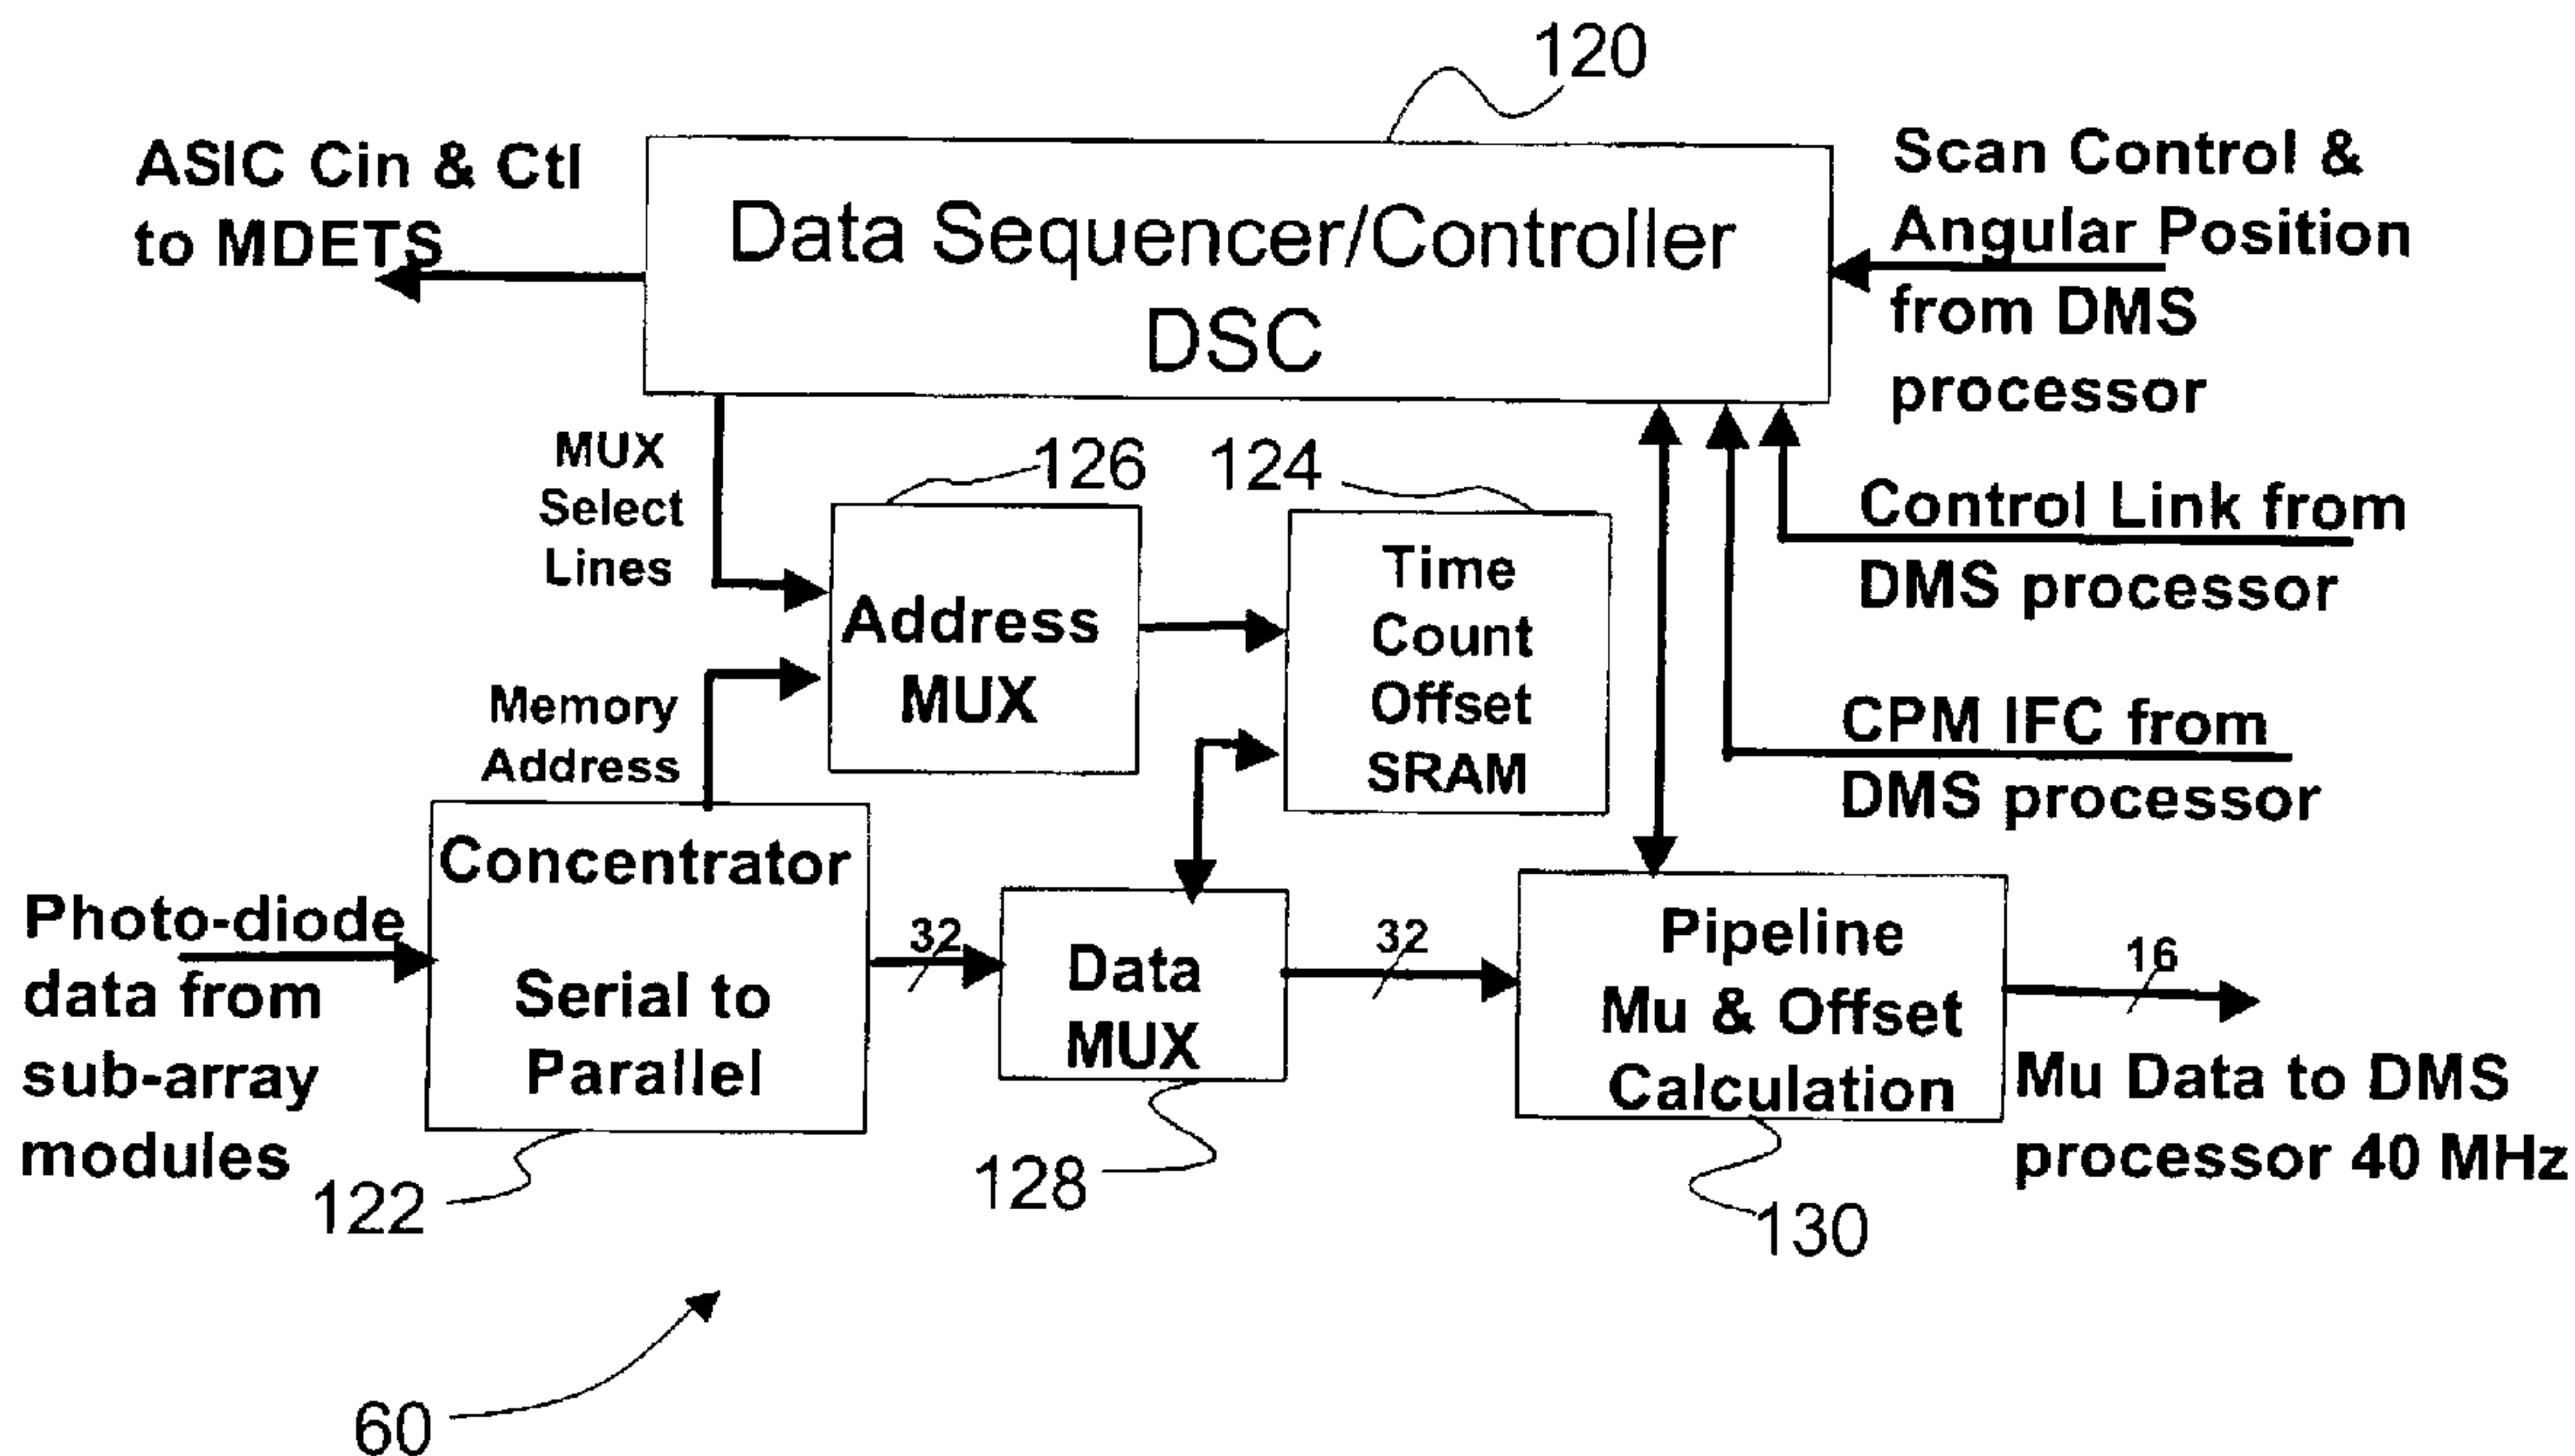 120
ASIC Cin & Ctl
to MDETS
Data Sequencer/Controller
DSC
Scan Control &
Angular Position
from DMS
processor
MUX
Select
Lines
126
124
Address
MUX
Time
Count
Offset
SRAM
Control Link from
DMS processor
CPM IFC from
DMS processor
Memory
Address
Concentrator
Serial to
Parallel
Photo-diode
data from
sub-array
modules
32
Data
MUX
32
Pipeline
Mu & Offset
Calculation
16
Mu Data to DMS
processor 40 MHz
122
128
130
60